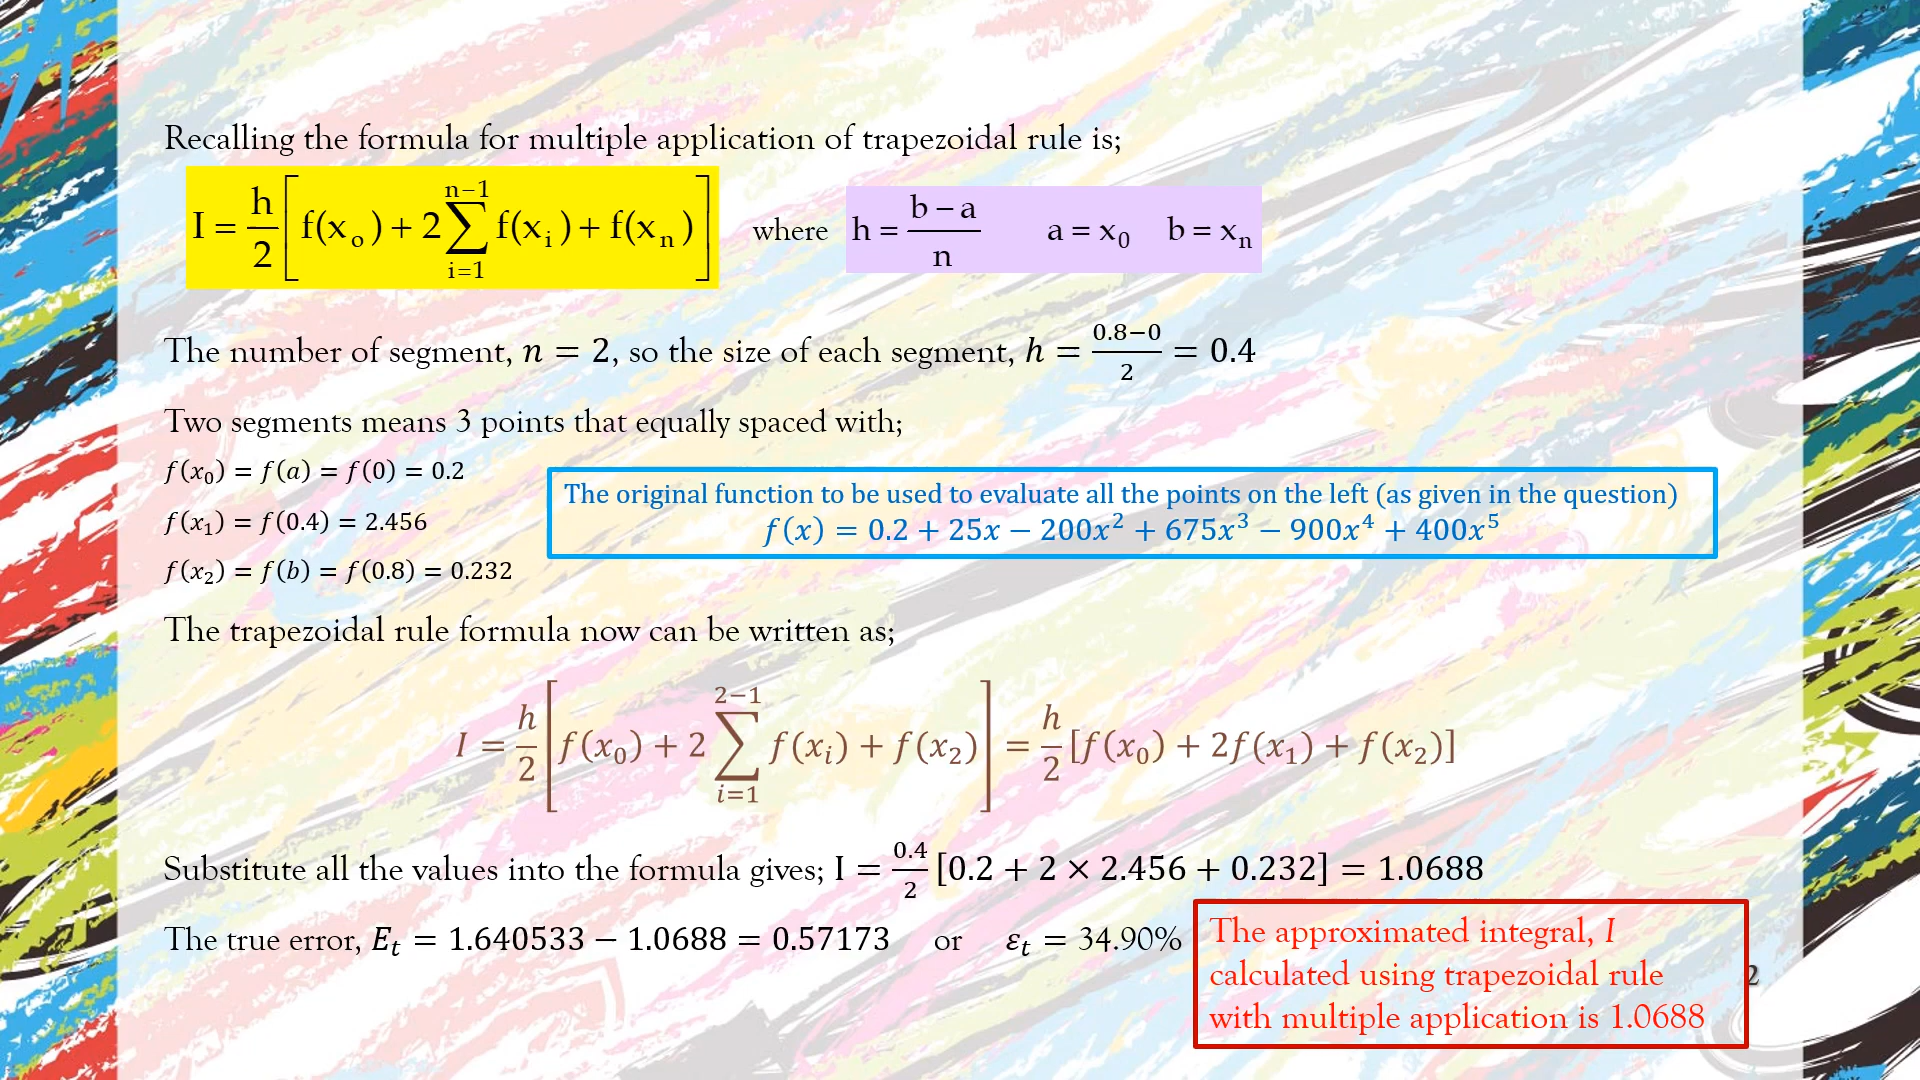 Recalling the formula for multiple application of trapezoidal rule is;
I = h/2 [ f(x₀) + 2 ∑_{i=1}^{n−1} f(xᵢ) + f(xₙ) ] where h = (b − a)/n a = x₀ b = xₙ
The number of segment, n = 2, so the size of each segment, h = (0.8−0)/2 = 0.4
Two segments means 3 points that equally spaced with;
f(x₀) = f(a) = f(0) = 0.2
f(x₁) = f(0.4) = 2.456
f(x₂) = f(b) = f(0.8) = 0.232
The original function to be used to evaluate all the points on the left (as given in the question)
f(x) = 0.2 + 25x − 200x² + 675x³ − 900x⁴ + 400x⁵
The trapezoidal rule formula now can be written as;
I = h/2 [ f(x₀) + 2 ∑_{i=1}^{2−1} f(xᵢ) + f(x₂) ] = h/2 [f(x₀) + 2f(x₁) + f(x₂)]
Substitute all the values into the formula gives; I = 0.4/2 [0.2 + 2 × 2.456 + 0.232] = 1.0688
The true error, Eₜ = 1.640533 − 1.0688 = 0.57173 or εₜ = 34.90%
The approximated integral, I
calculated using trapezoidal rule
with multiple application is 1.0688
2